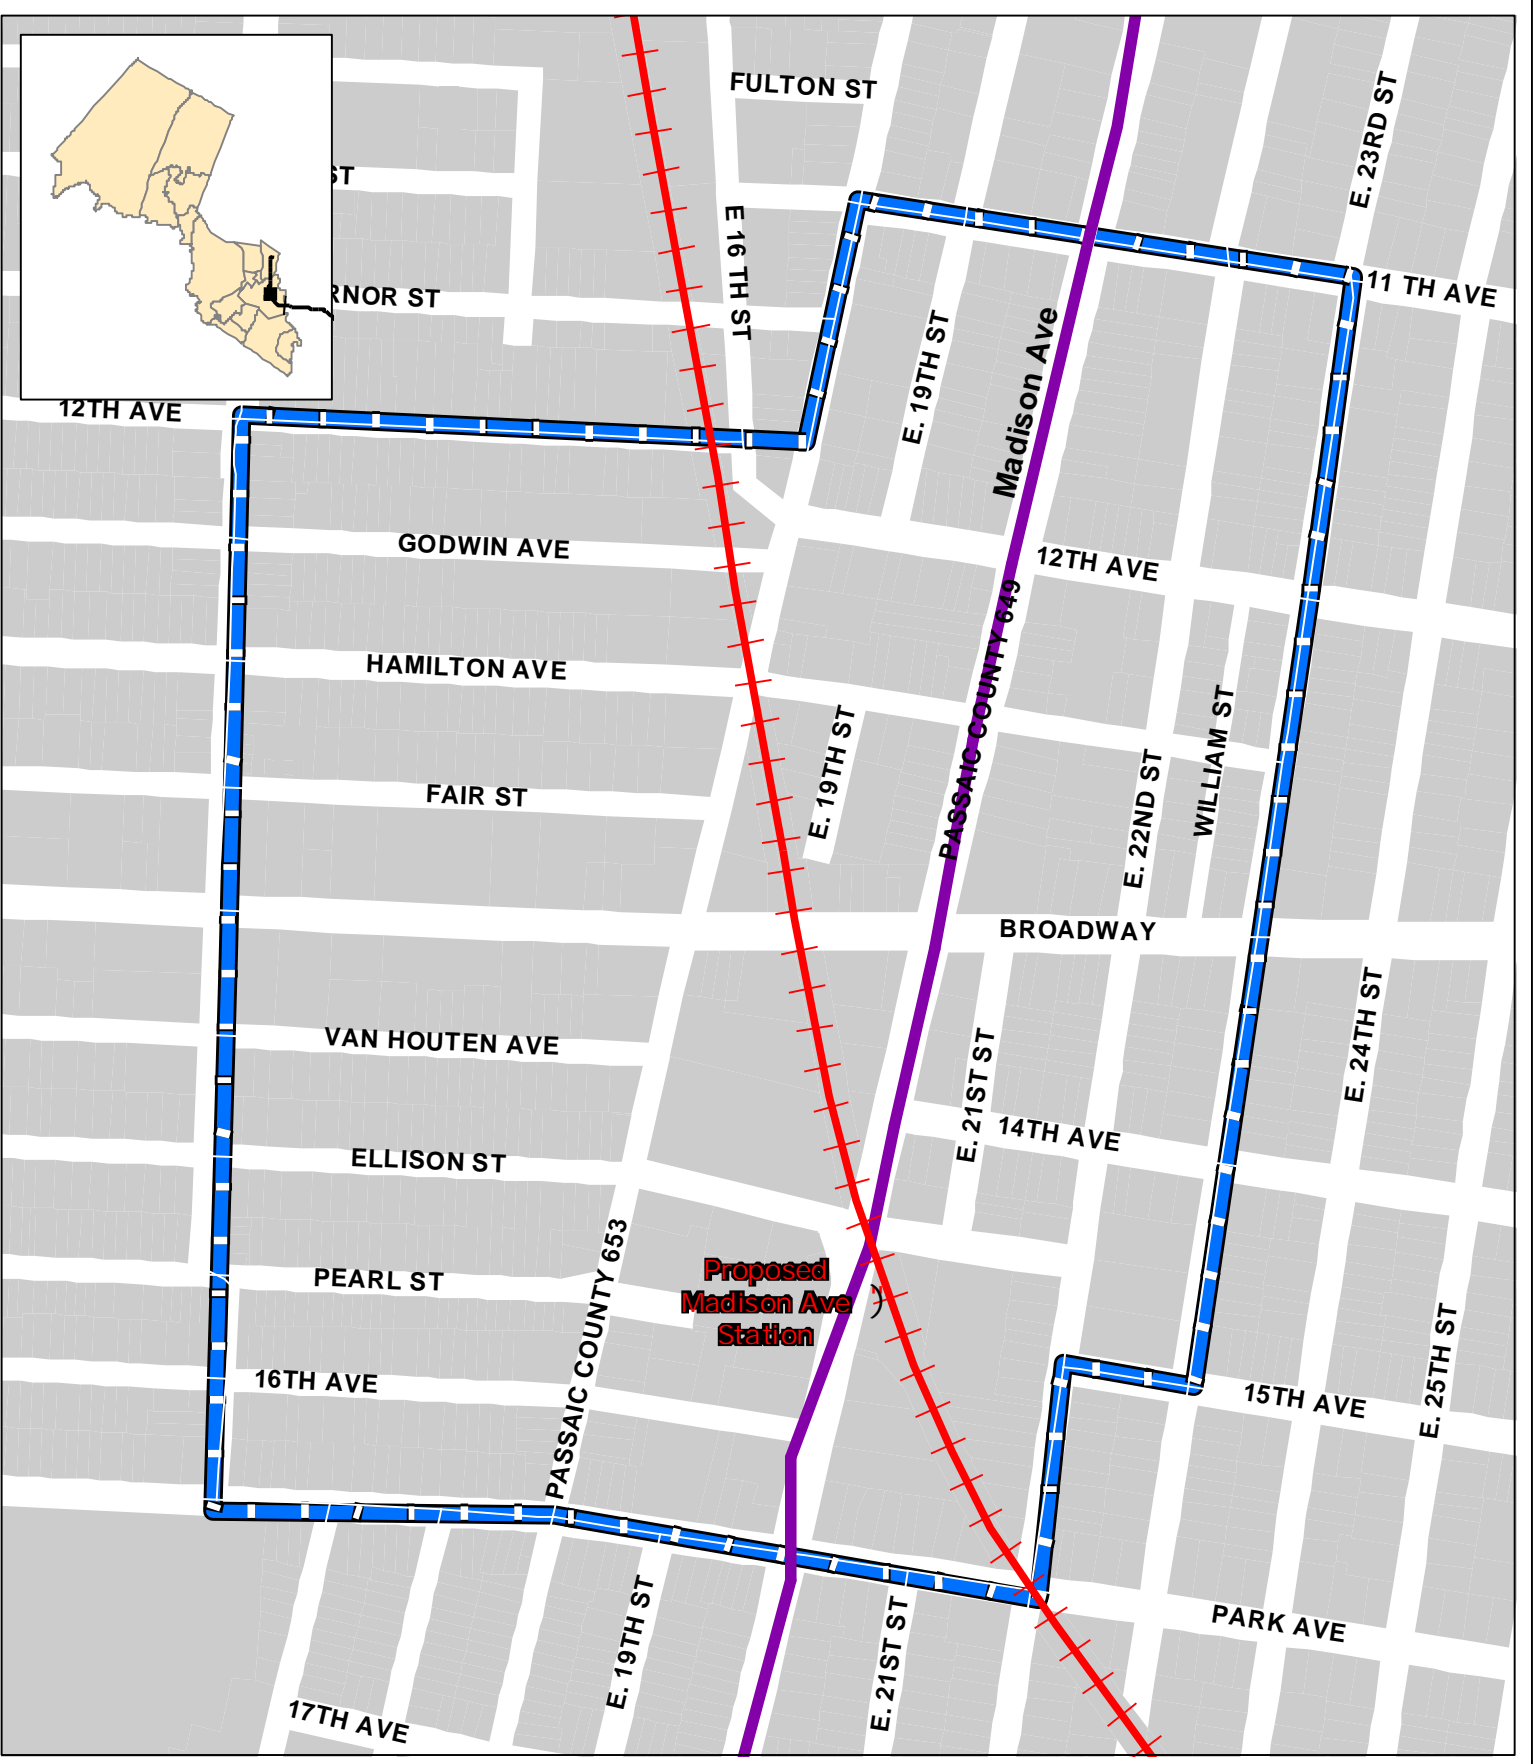 FULTON ST
E. 23RD ST
ST
E 16 TH ST
RNOR ST
11 TH AVE
E. 19TH ST
Madison Ave
12TH AVE
GODWIN AVE
12TH AVE
PASSAIC COUNTY 649
HAMILTON AVE
E. 19TH ST
WILLIAM ST
E. 22ND ST
FAIR ST
BROADWAY
VAN HOUTEN AVE
E. 21ST ST
E. 24TH ST
14TH AVE
ELLISON ST
PASSAIC COUNTY 653
PEARL ST
Proposed
Madison Ave
Station
16TH AVE
15TH AVE
E. 25TH ST
E. 19TH ST
E. 21ST ST
PARK AVE
17TH AVE